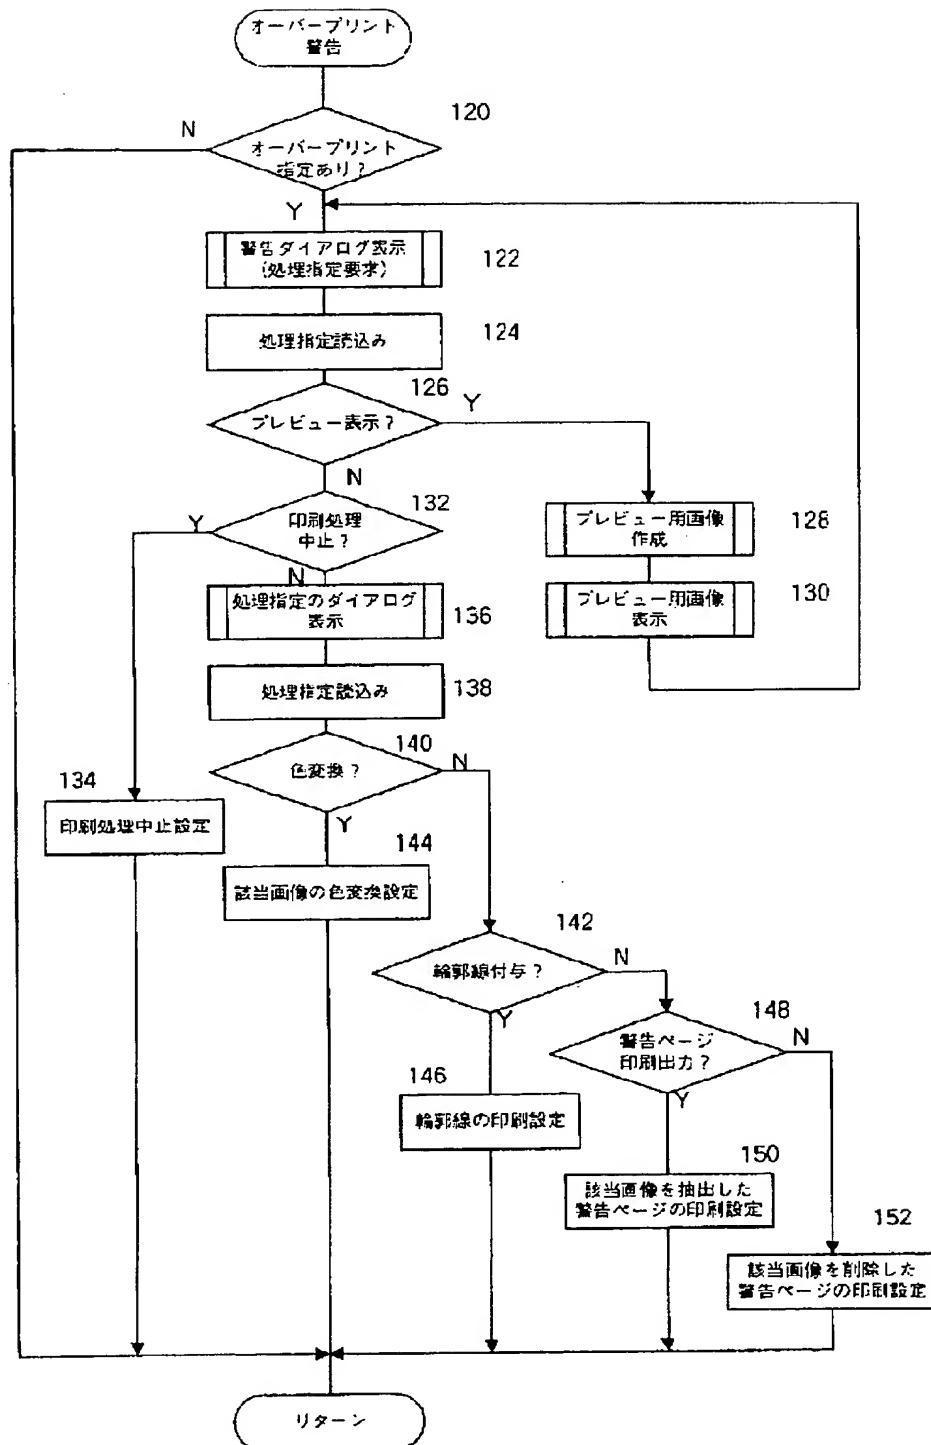 オーバープリント
警告
120
N
オーバープリント
指定あり？
Y
警告ダイアログ表示
(処理指定要求)
122
処理指定読込み
124
126
プレビュー表示？
Y
N
132
印刷処理
中止？
Y
N
プレビュー用画像
作成
128
プレビュー用画像
表示
130
処理指定のダイアログ
表示
136
処理指定読込み
138
140
色変換？
N
Y
134
印刷処理中止設定
144
該当画像の色変換設定
142
輪郭線付与？
N
Y
148
警告ページ
印刷出力？
N
Y
146
輪郭線の印刷設定
150
該当画像を抽出した
警告ページの印刷設定
152
該当画像を削除した
警告ページの印刷設定
リターン